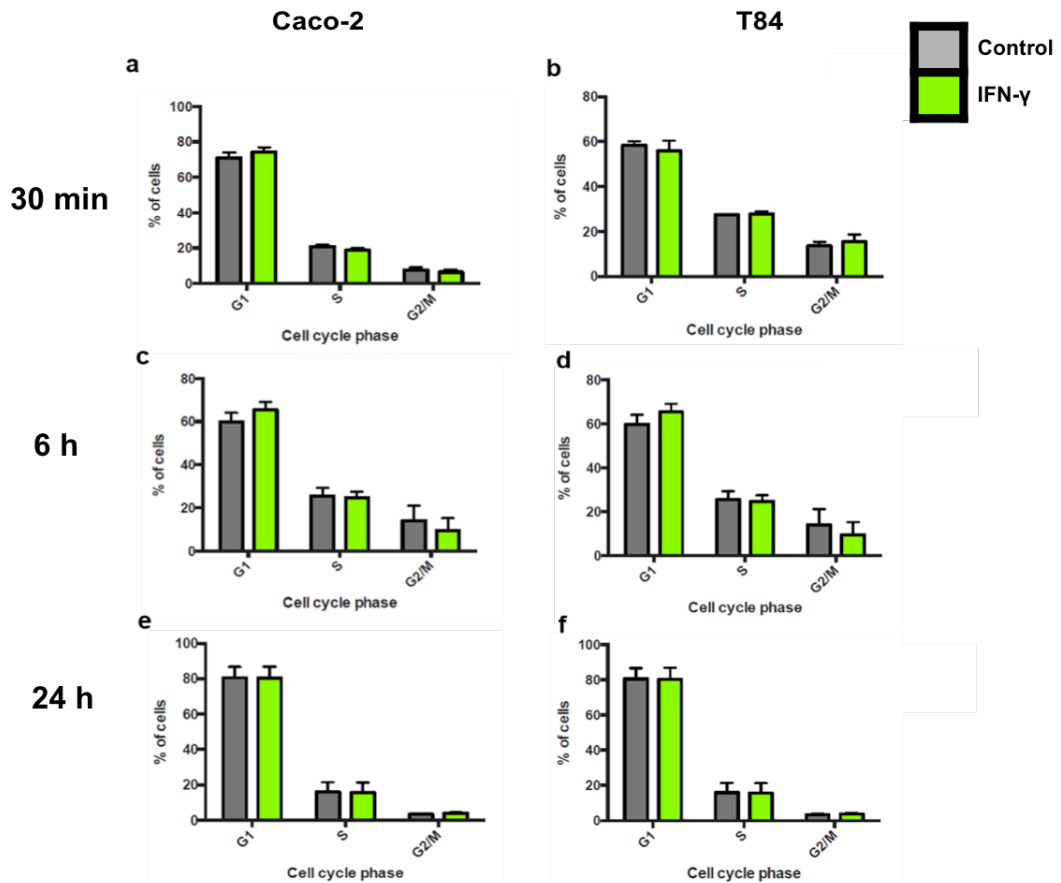 Caco-2
T84
Control
IFN-γ
30 min
a
% of cells
100
80
60
40
20
0
G1
S
G2/M
Cell cycle phase
b
% of cells
80
60
40
20
0
G1
S
G2/M
Cell cycle phase
6 h
c
% of cells
80
60
40
20
0
G1
S
G2/M
Cell cycle phase
d
% of cells
80
60
40
20
0
G1
S
G2/M
Cell cycle phase
24 h
e
% of cells
100
80
60
40
20
0
G1
S
G2/M
Cell cycle phase
f
% of cells
100
80
60
40
20
0
G1
S
G2/M
Cell cycle phase